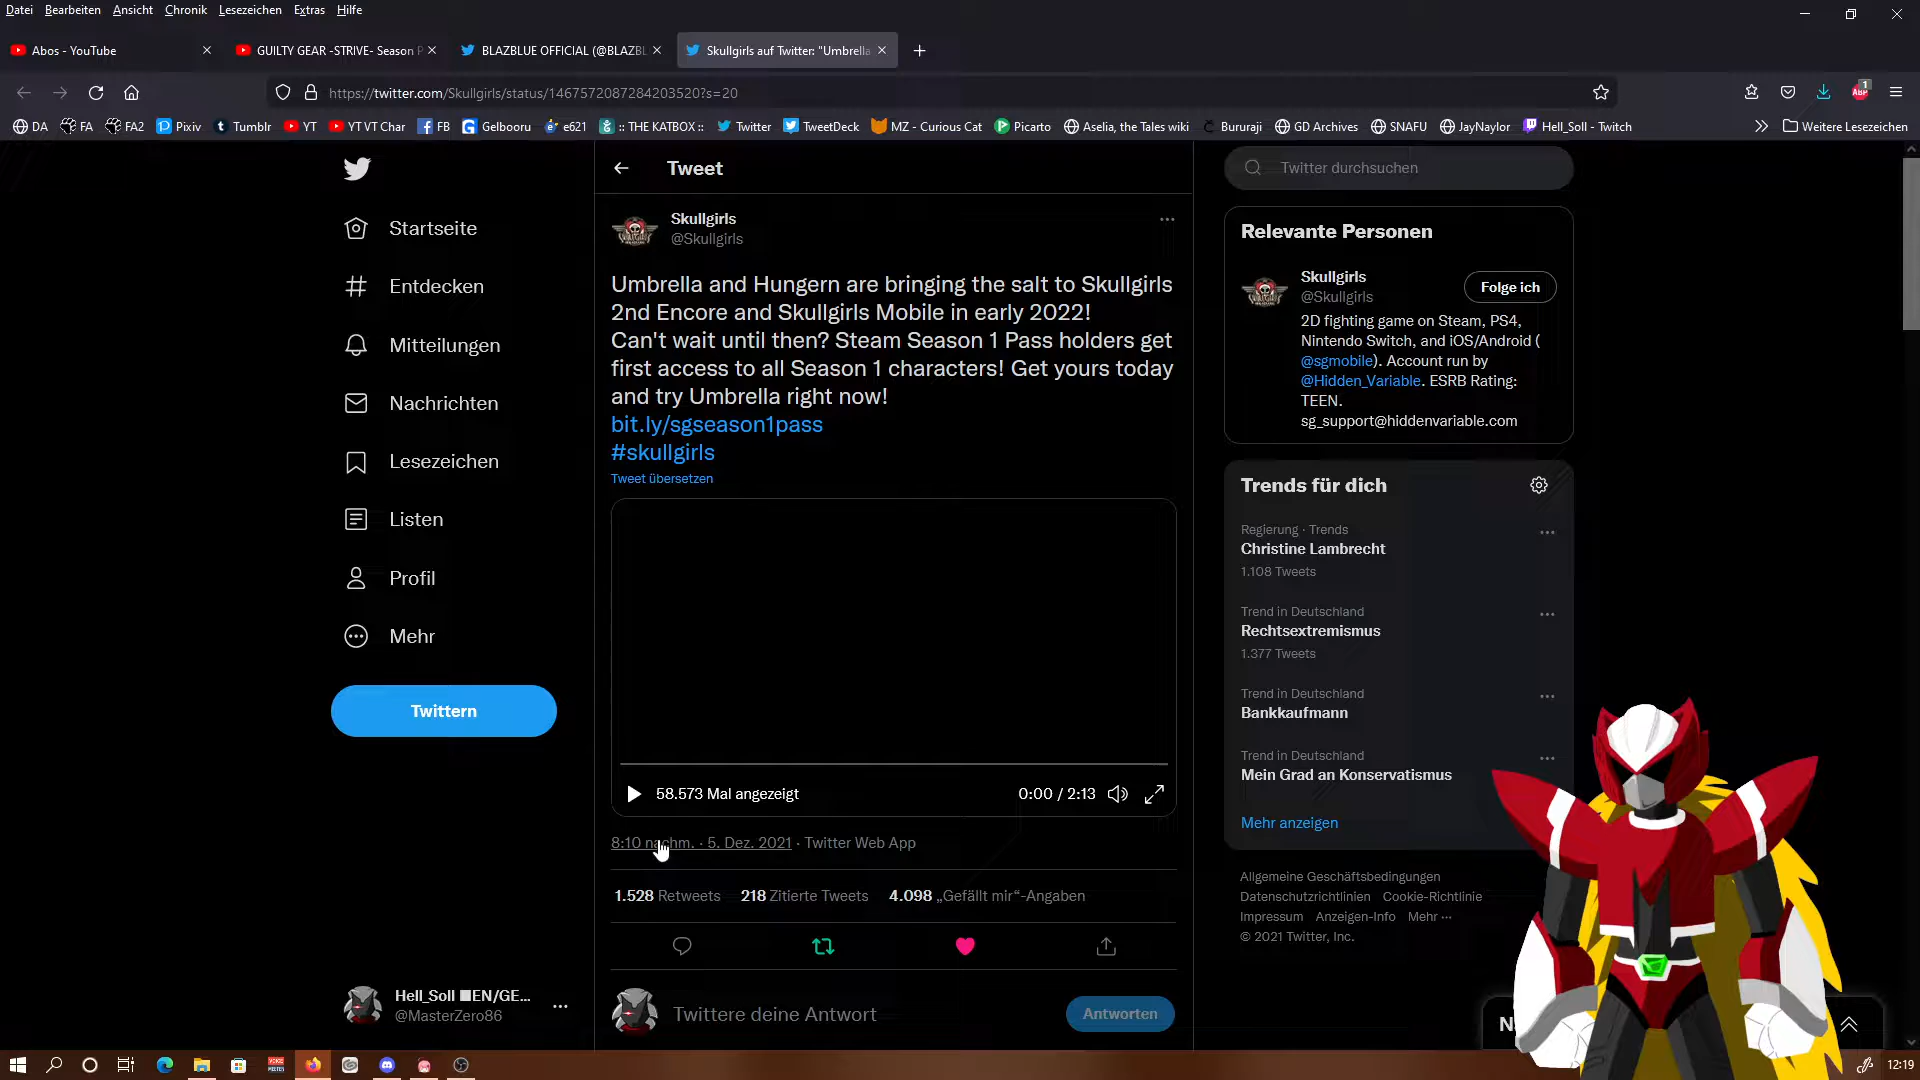 Datei Bearbeiten Ansicht Chronik Lesezeichen Extras Hilfe
Abos - YouTube
GUILTY GEAR -STRIVE- Season P
BLAZBLUE OFFICIAL (@BLAZBL
Skullgirls auf Twitter: "Umbrella
https://twitter.com/Skullgirls/status/1467572087284203520?s=20
1
ABP
DA FA FA2 Pixiv Tumblr YT YT VT Char FB Gelbooru e621 :: THE KATBOX :: Twitter TweetDeck MZ - Curious Cat Picarto Aselia, the Tales wiki Bururaji GD Archives SNAFU JayNaylor Hell_Soll - Twitch Weitere Lesezeichen
Startseite
Entdecken
Mitteilungen
Nachrichten
Lesezeichen
Listen
Profil
Mehr
Twittern
Hell_Soll ■EN/GE...
@MasterZero86
Tweet
Skullgirls
@Skullgirls
Umbrella and Hungern are bringing the salt to Skullgirls
2nd Encore and Skullgirls Mobile in early 2022!
Can't wait until then? Steam Season 1 Pass holders get
first access to all Season 1 characters! Get yours today
and try Umbrella right now!
bit.ly/sgseason1pass
#skullgirls
Tweet übersetzen
58.573 Mal angezeigt
0:00 / 2:13
8:10 nachm. · 5. Dez. 2021 · Twitter Web App
1.528 Retweets 218 Zitierte Tweets 4.098 „Gefällt mir“-Angaben
Twittere deine Antwort
Antworten
Twitter durchsuchen
Relevante Personen
Skullgirls
@Skullgirls
Folge ich
2D fighting game on Steam, PS4,
Nintendo Switch, and iOS/Android (
@sgmobile). Account run by
@Hidden_Variable. ESRB Rating:
TEEN.
sg_support@hiddenvariable.com
Trends für dich
Regierung · Trends
Christine Lambrecht
1.108 Tweets
Trend in Deutschland
Rechtsextremismus
1.377 Tweets
Trend in Deutschland
Bankkaufmann
Trend in Deutschland
Mein Grad an Konservatismus
Mehr anzeigen
Allgemeine Geschäftsbedingungen
Datenschutzrichtlinien Cookie-Richtlinie
Impressum Anzeigen-Info Mehr ···
© 2021 Twitter, Inc.
12:19